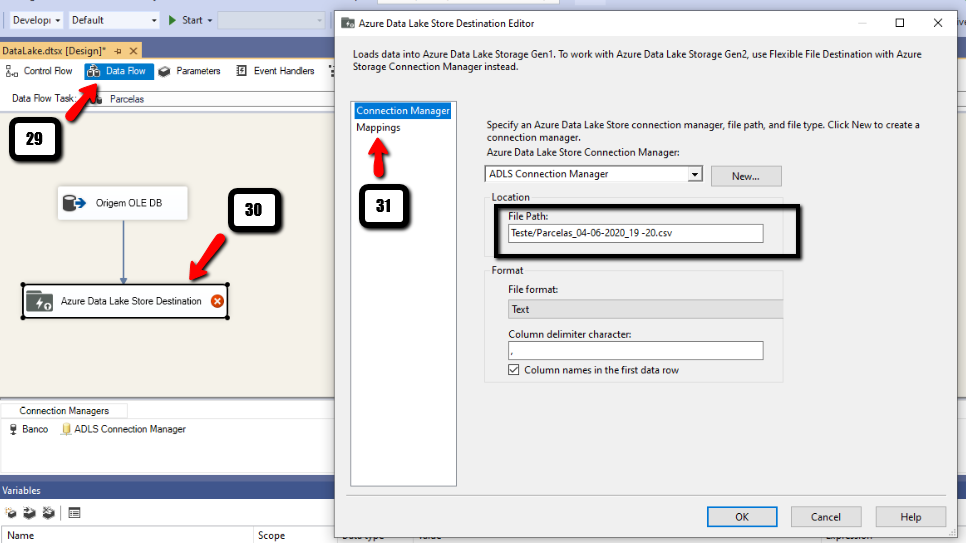 Develop
Default
Start
DataLake.dtsx [Design]*
Control Flow
Data Flow
Parameters
Event Handlers
Data Flow Task:
Parcelas
29
Origem OLE DB
30
Azure Data Lake Store Destination
Connection Managers
Banco
ADLS Connection Manager
Variables
Name
Scope
Azure Data Lake Store Destination Editor
Loads data into Azure Data Lake Storage Gen1. To work with Azure Data Lake Storage Gen2, use Flexible File Destination with Azure
Storage Connection Manager instead.
Connection Manager
Mappings
31
Specify an Azure Data Lake Store connection manager, file path, and file type. Click New to create a
connection manager.
Azure Data Lake Store Connection Manager:
ADLS Connection Manager
New...
Location
File Path:
Teste/Parcelas_04-06-2020_19 -20.csv
Format
File format:
Text
Column delimiter character:
,
Column names in the first data row
OK
Cancel
Help